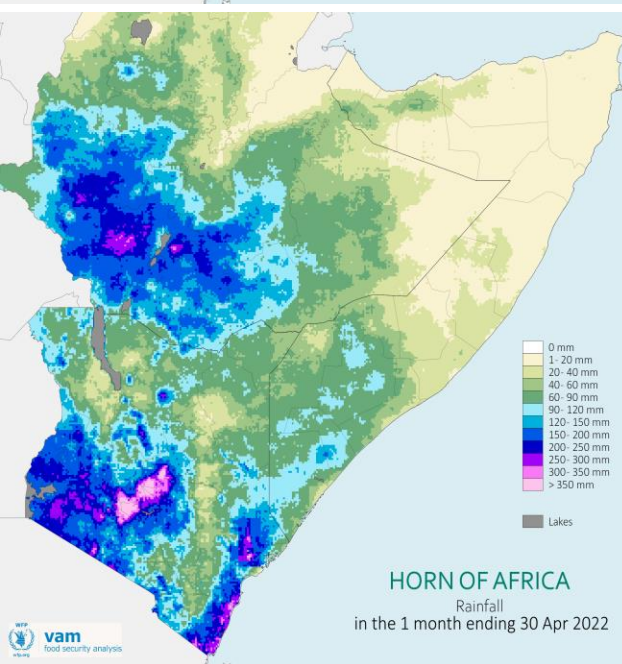 0 mm
1- 20 mm
20- 40 mm
40- 60 mm
60- 90 mm
90- 120 mm
120- 150 mm
150- 200 mm
200- 250 mm
250- 300 mm
300- 350 mm
> 350 mm
Lakes
HORN OF AFRICA
Rainfall
in the 1 month ending 30 Apr 2022
WFP
wfp.org
vam
food security analysis